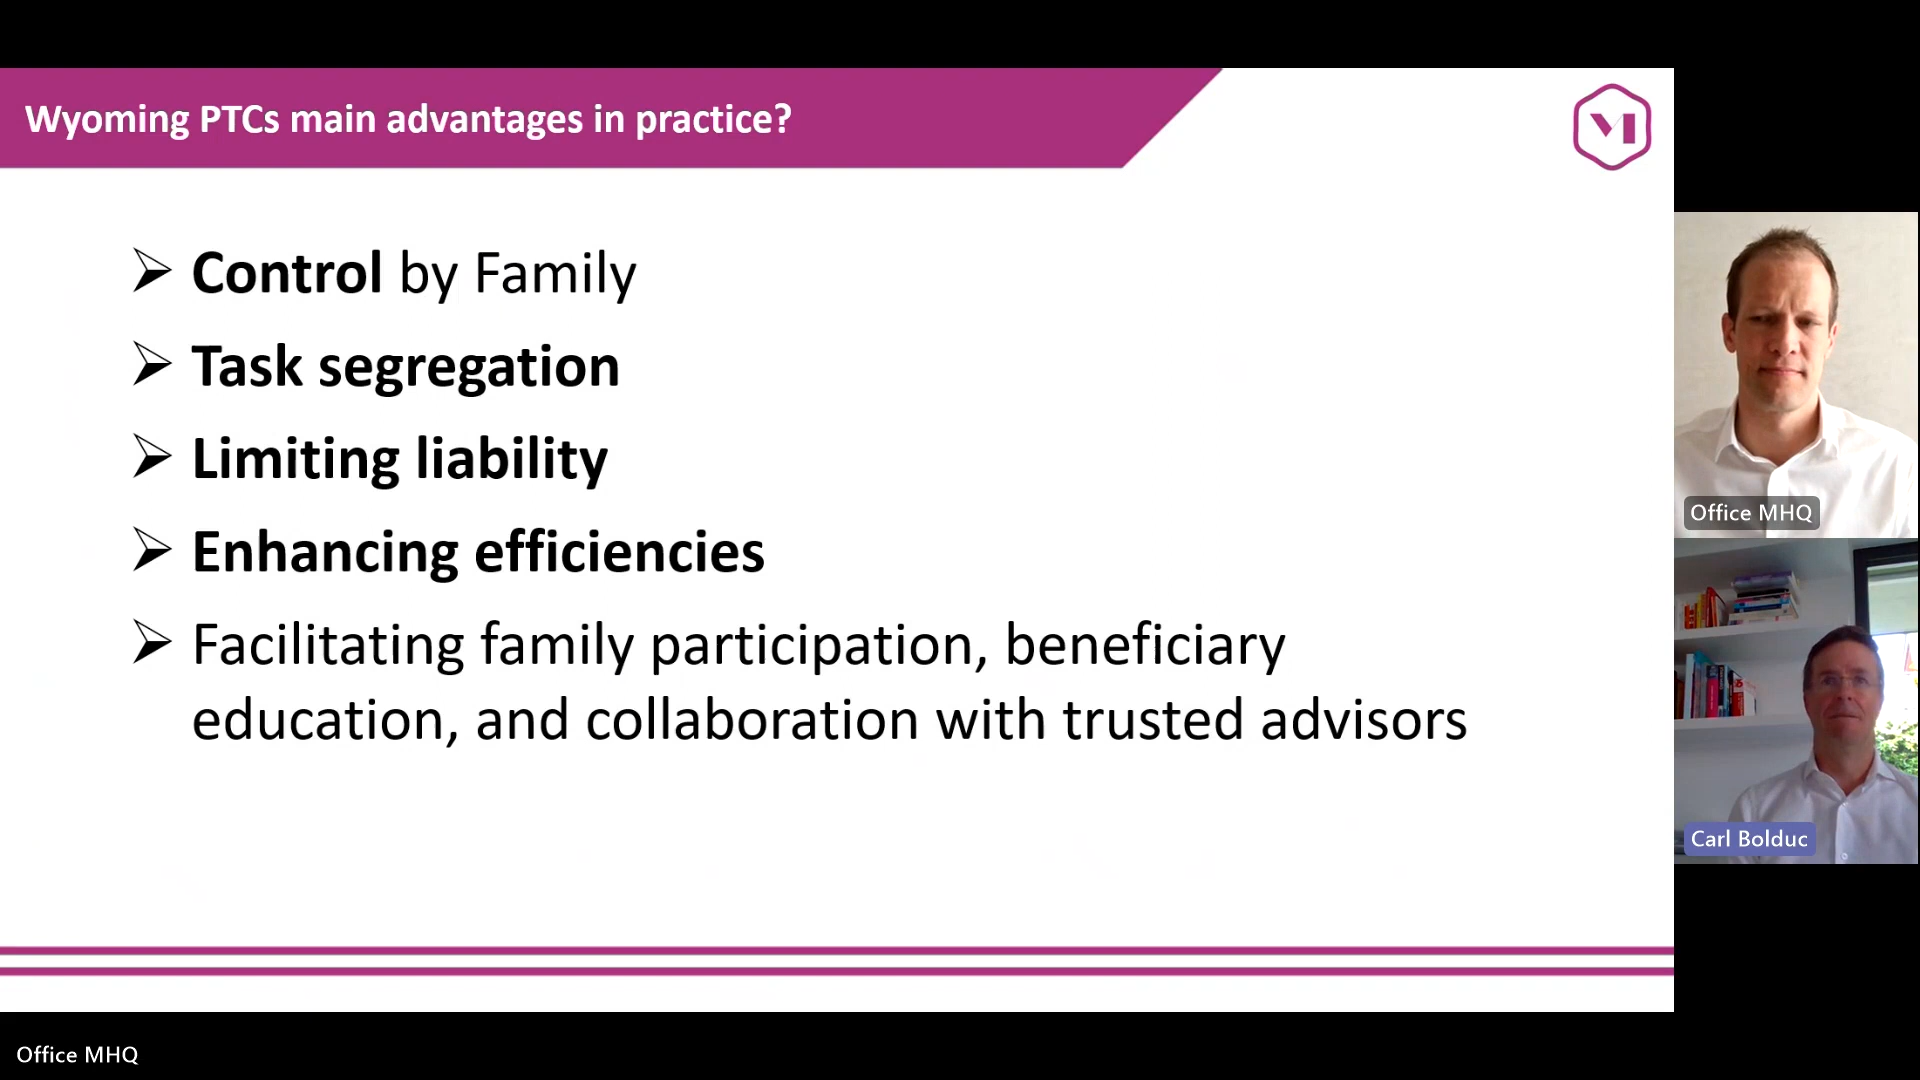 Wyoming PTCs main advantages in practice?
Control by Family
Task segregation
Limiting liability
Enhancing efficiencies
Facilitating family participation, beneficiary
education, and collaboration with trusted advisors
Office MHQ
Carl Bolduc
Office MHQ